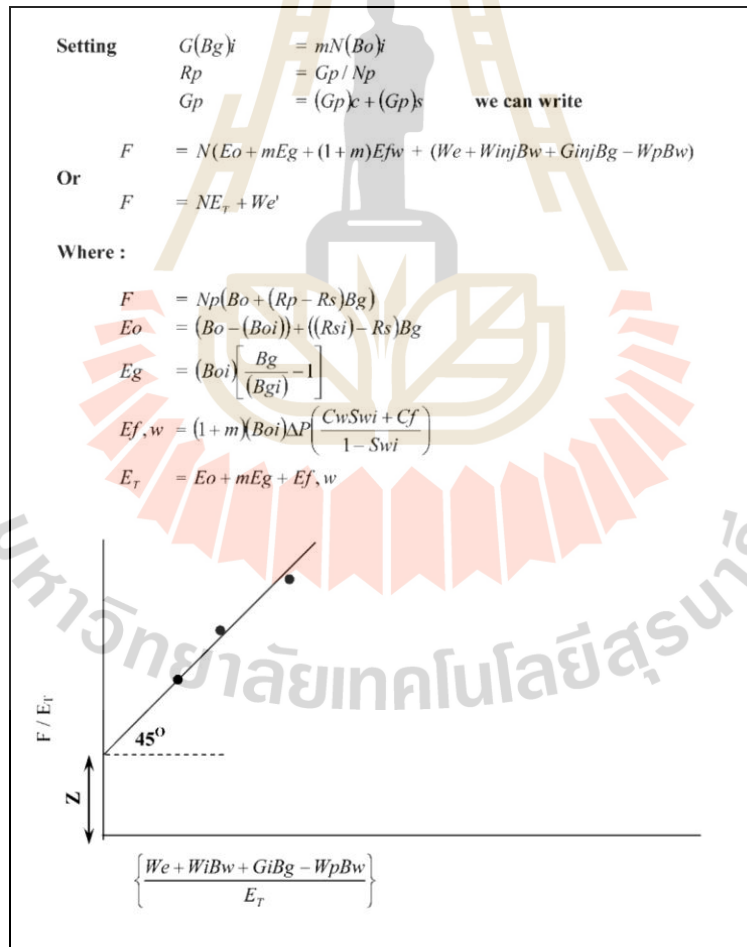 Setting G(Bg)i = mN(Bo)i
Rp = Gp / Np
Gp = (Gp)c + (Gp)s we can write
F = N(Eo + mEg + (1 + m)Efw + (We + WinjBw + GinjBg − WpBw)
Or
F = NE_T + We'
Where :
F = Np(Bo + (Rp − Rs)Bg)
Eo = (Bo − (Boi)) + ((Rsi) − Rs)Bg
Eg = (Boi)[Bg/(Bgi) − 1]
Ef, w = (1 + m)(Boi)ΔP((CwSwi + Cf)/(1 − Swi))
E_T = Eo + mEg + Ef, w
F / E_T
45°
N
{(We + WiBw + GiBg − WpBw)/E_T}
มหาวิทยาลัยเทคโนโลยีสุรนารี